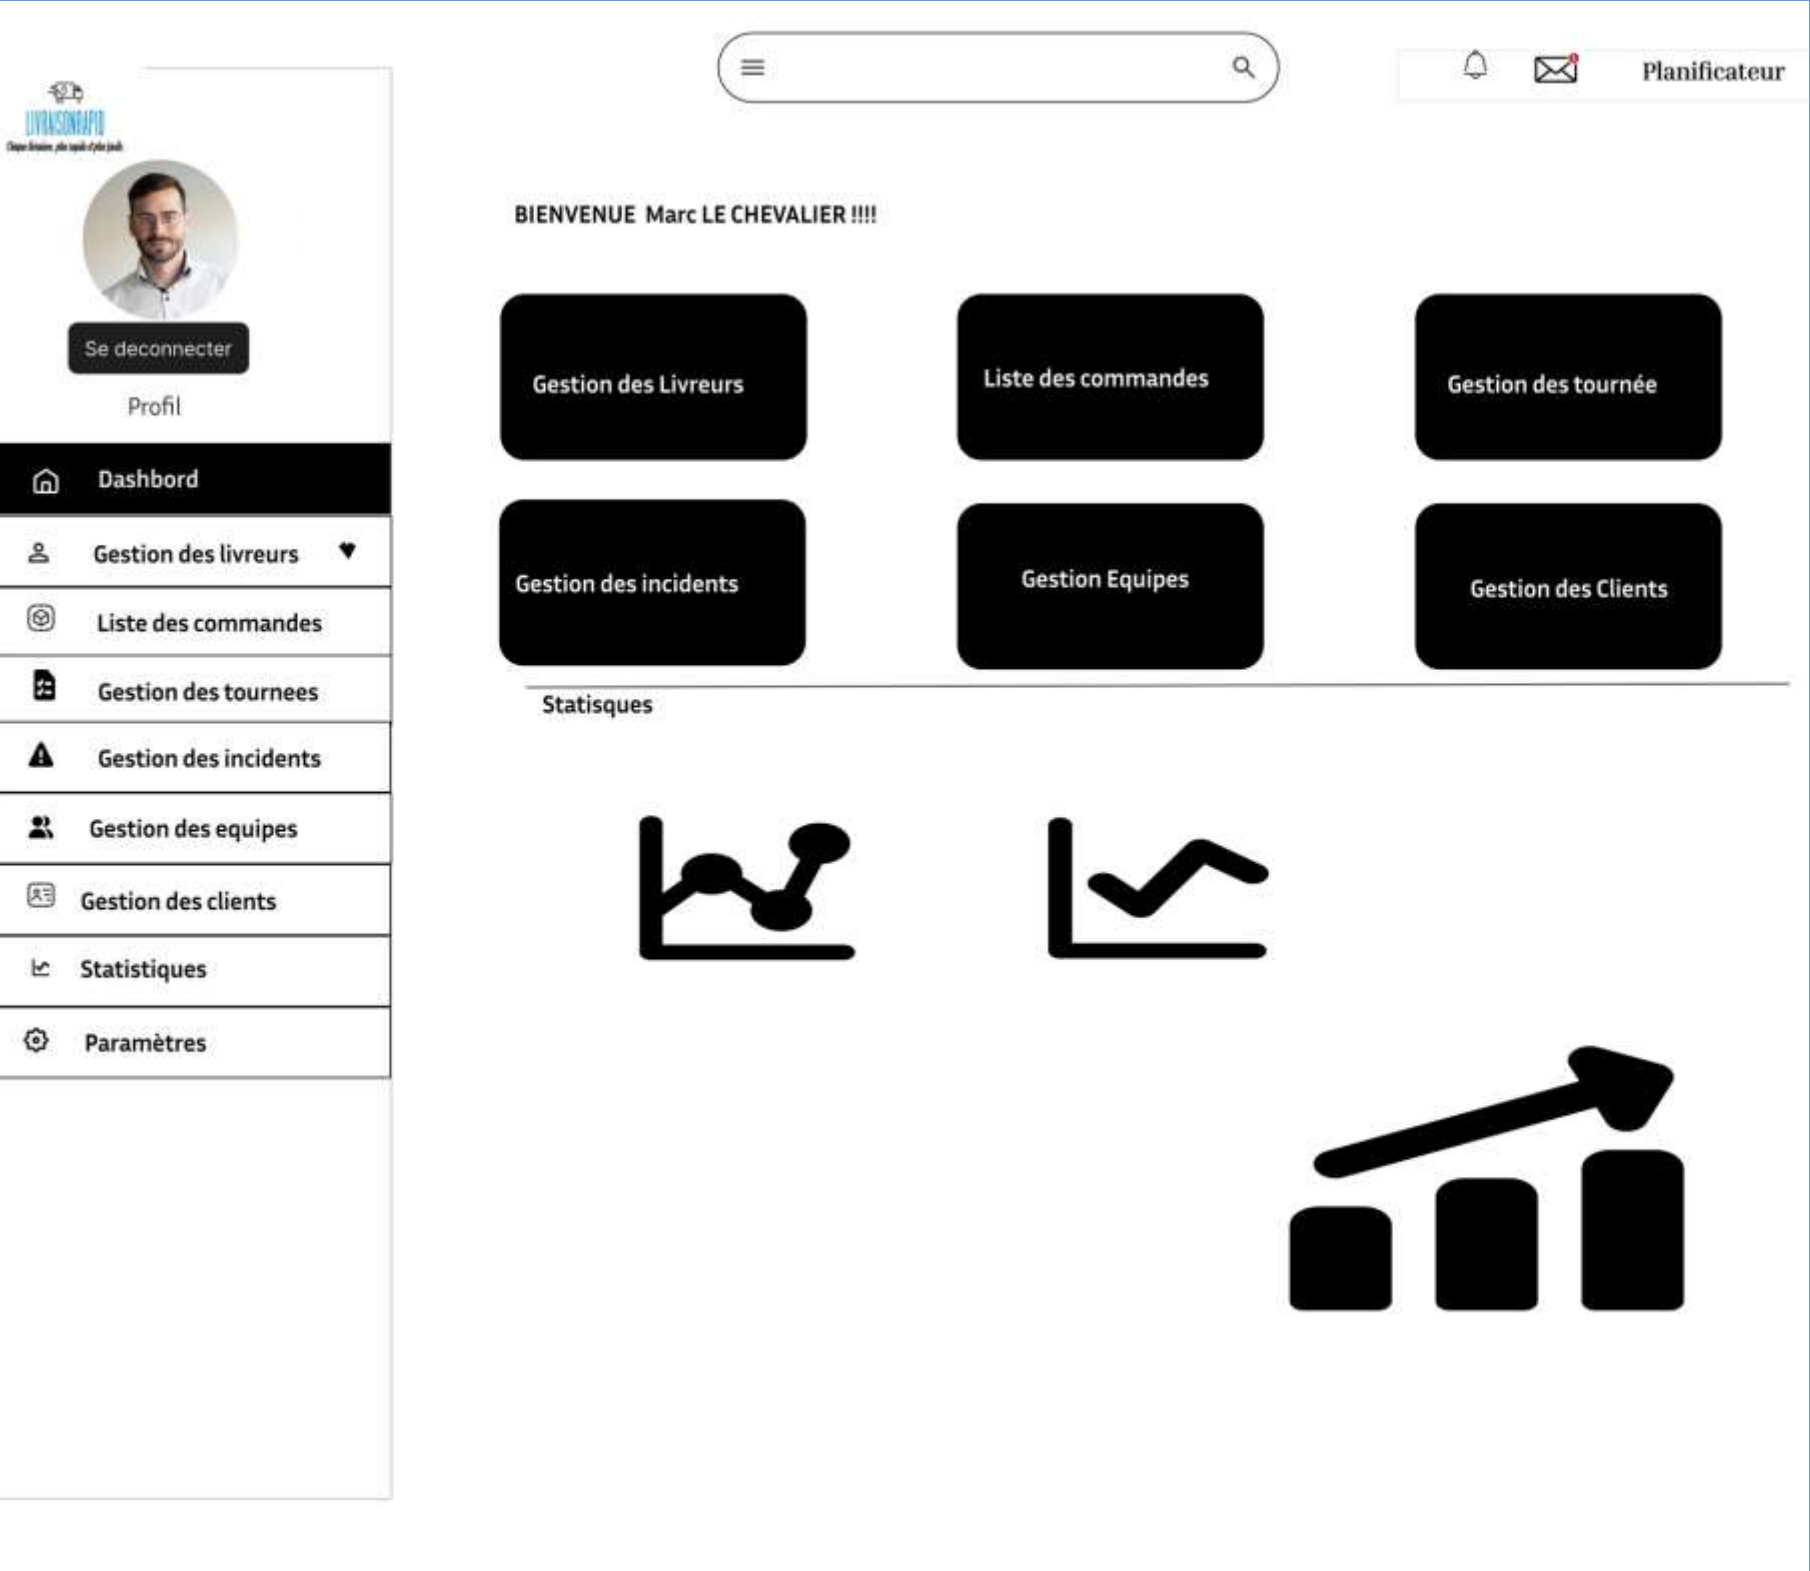 Planificateur
LIVRAISONRAPID
BIENVENUE Marc LE CHEVALIER !!!!
Se deconnecter
Profil
Dashbord
Gestion des livreurs
Liste des commandes
Gestion des tournees
Gestion des incidents
Gestion des equipes
Gestion des clients
Statistiques
Paramètres
Gestion des Livreurs
Liste des commandes
Gestion des tournée
Gestion des incidents
Gestion Equipes
Gestion des Clients
Statisques